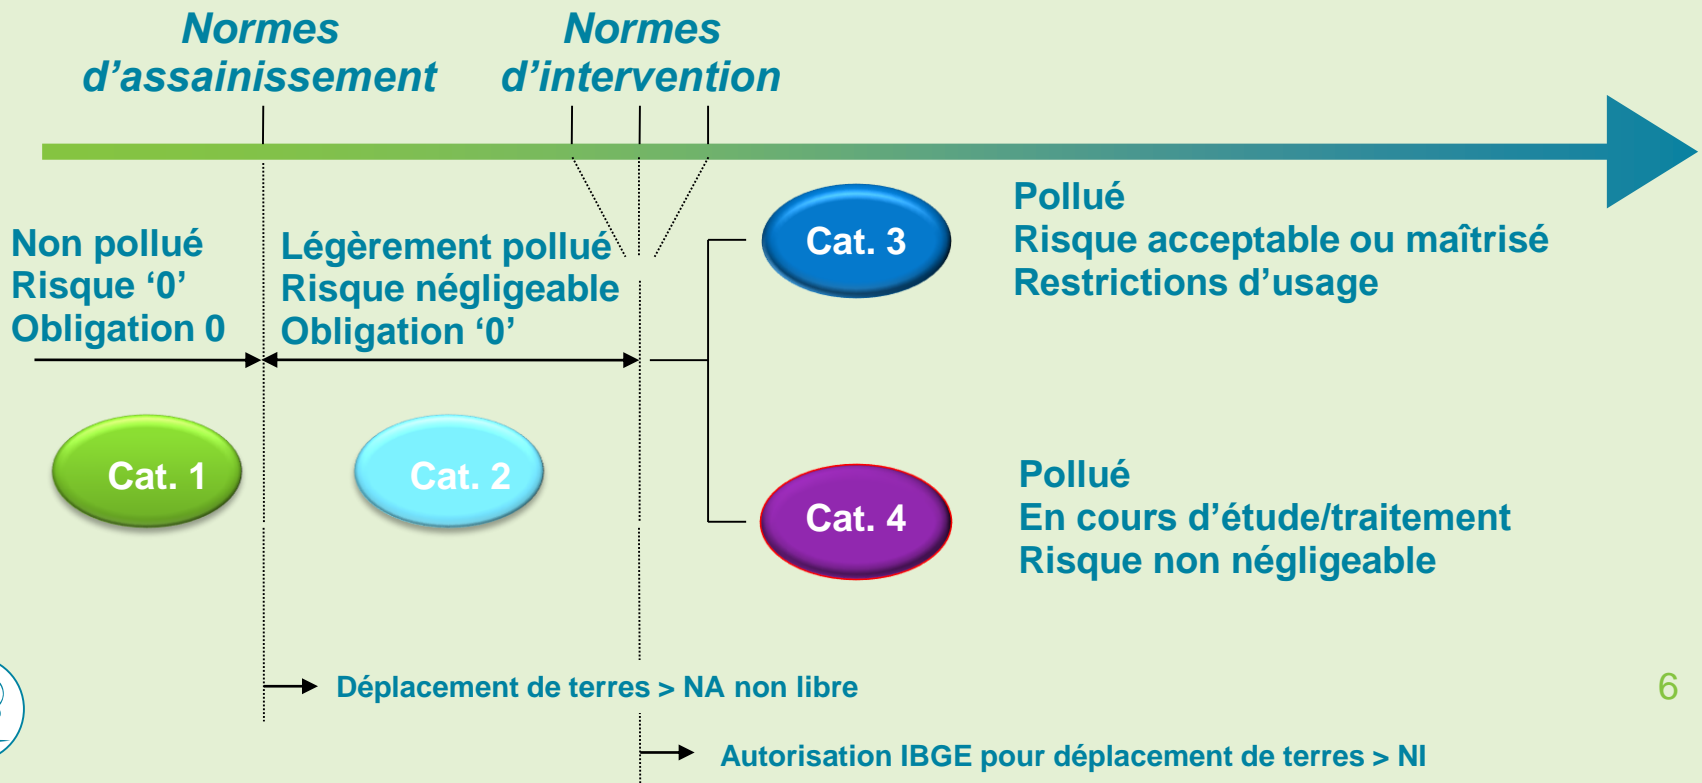 Normes
d’assainissement
Normes
d’intervention
Non pollué
Risque ‘0’
Obligation 0
Légèrement pollué
Risque négligeable
Obligation ‘0’
Cat. 3
Pollué
Risque acceptable ou maîtrisé
Restrictions d’usage
Cat. 1
Cat. 2
Cat. 4
Pollué
En cours d’étude/traitement
Risque non négligeable
Déplacement de terres > NA non libre
6
Autorisation IBGE pour déplacement de terres > NI